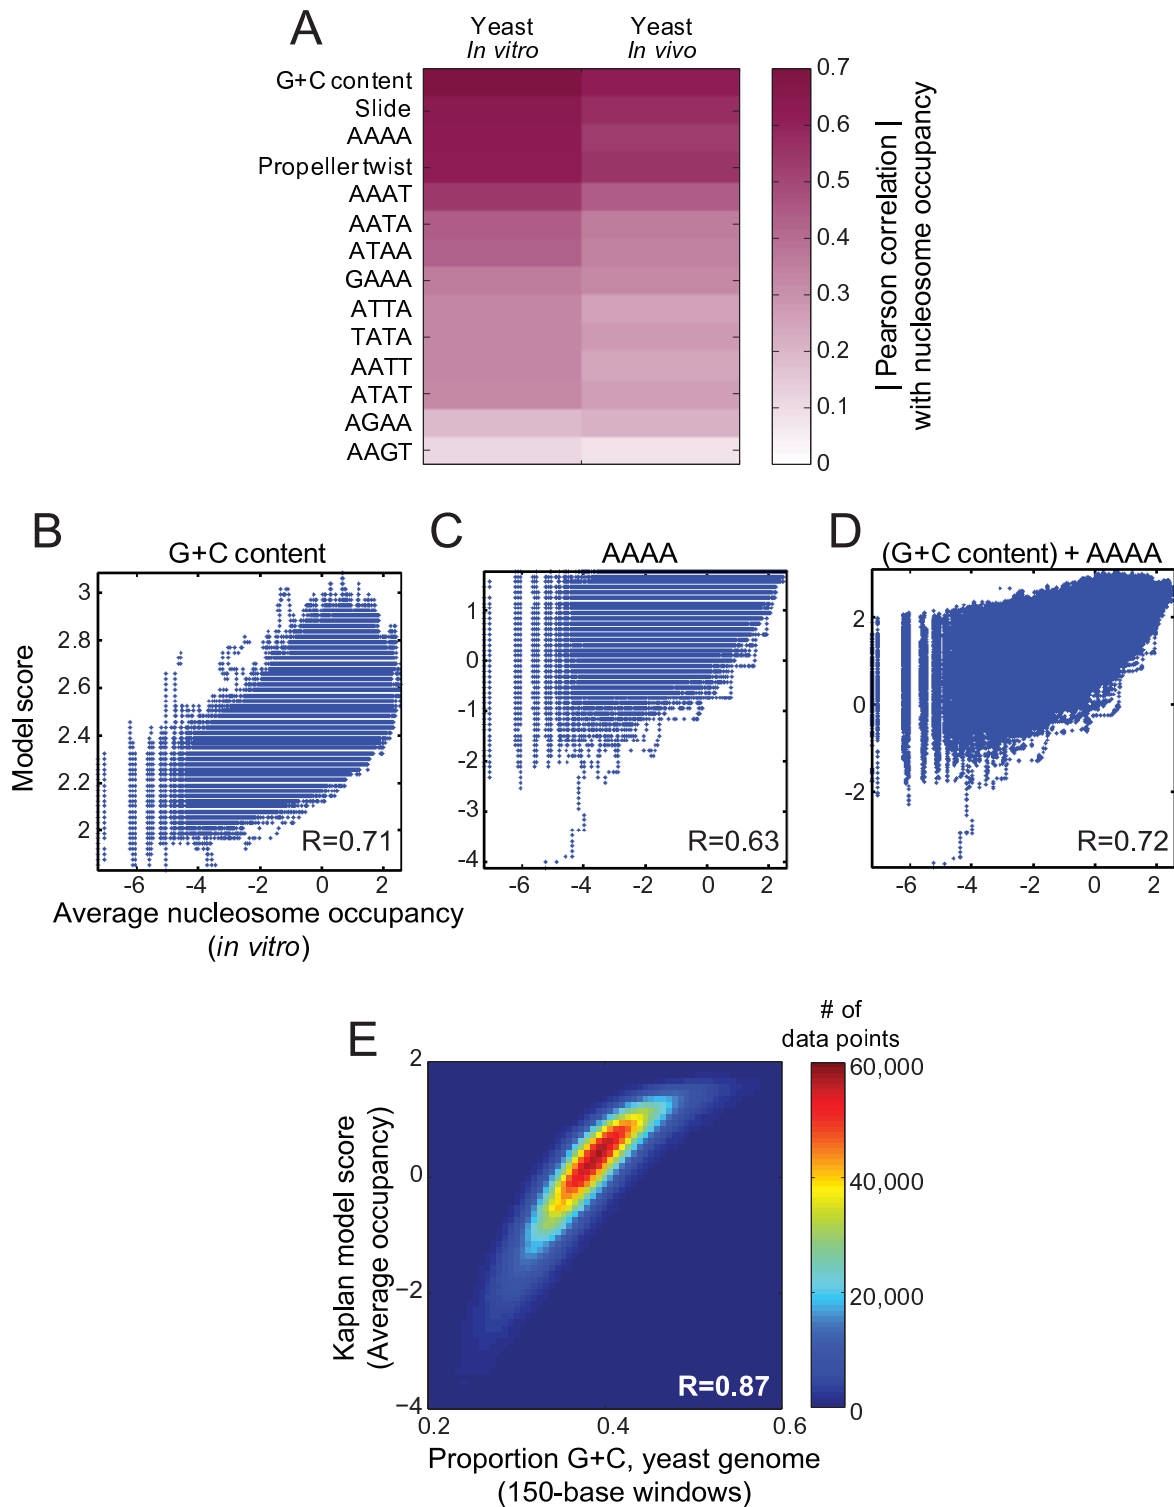 A
Yeast
In vitro
Yeast
In vivo
G+C content
Slide
AAAA
Propeller twist
AAAT
AATA
ATAA
GAAA
ATTA
TATA
AATT
ATAT
AGAA
AAGT
0.7
0.6
0.5
0.4
0.3
0.2
0.1
0
| Pearson correlation |
with nucleosome occupancy
B
G+C content
3
2.8
2.6
2.4
2.2
2
Model score
R=0.71
-6
-4
-2
0
2
Average nucleosome occupancy
(in vitro)
C
AAAA
1
0
-1
-2
-3
-4
R=0.63
-6
-4
-2
0
2
D
(G+C content) + AAAA
2
0
-2
R=0.72
-6
-4
-2
0
2
E
2
0
−2
−4
Kaplan model score
(Average occupancy)
R=0.87
0.2
0.4
0.6
Proportion G+C, yeast genome
(150-base windows)
# of
data points
60,000
40,000
20,000
0